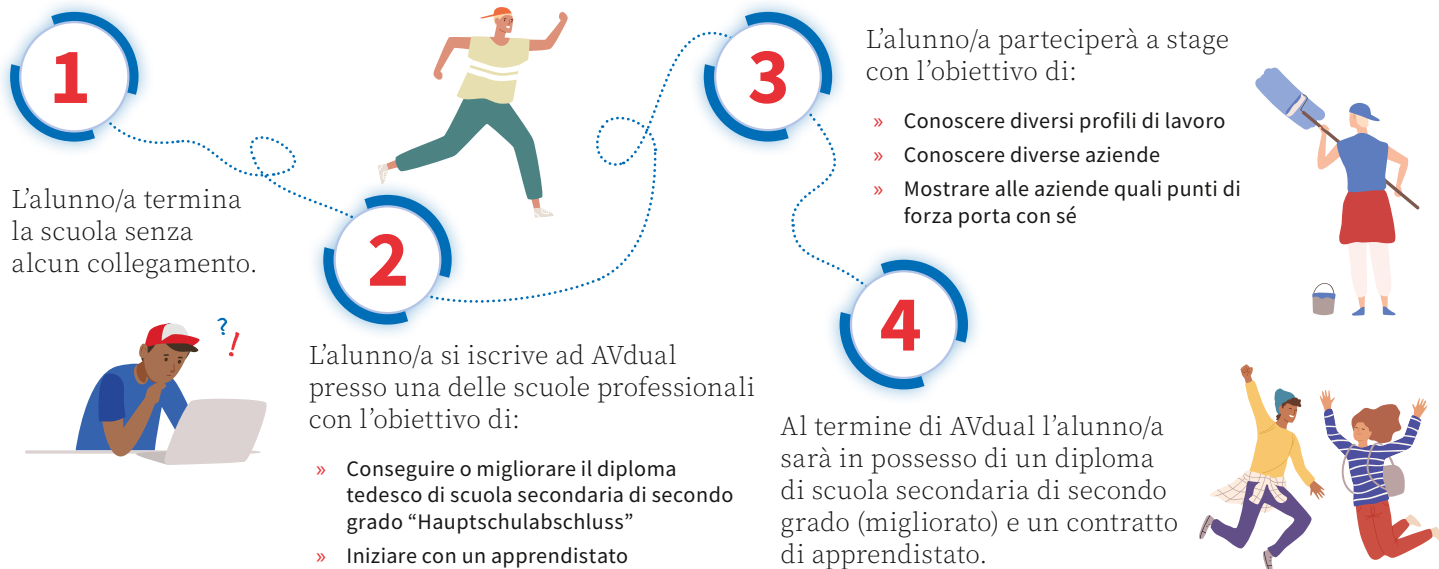 1
L’alunno/a termina
la scuola senza
alcun collegamento.
? !
2
L’alunno/a si iscrive ad AVdual
presso una delle scuole professionali
con l’obiettivo di:
» Conseguire o migliorare il diploma
tedesco di scuola secondaria di secondo
grado “Hauptschulabschluss”
» Iniziare con un apprendistato
3
L’alunno/a parteciperà a stage
con l’obiettivo di:
» Conoscere diversi profili di lavoro
» Conoscere diverse aziende
» Mostrare alle aziende quali punti di
forza porta con sé
4
Al termine di AVdual l’alunno/a
sarà in possesso di un diploma
di scuola secondaria di secondo
grado (migliorato) e un contratto
di apprendistato.